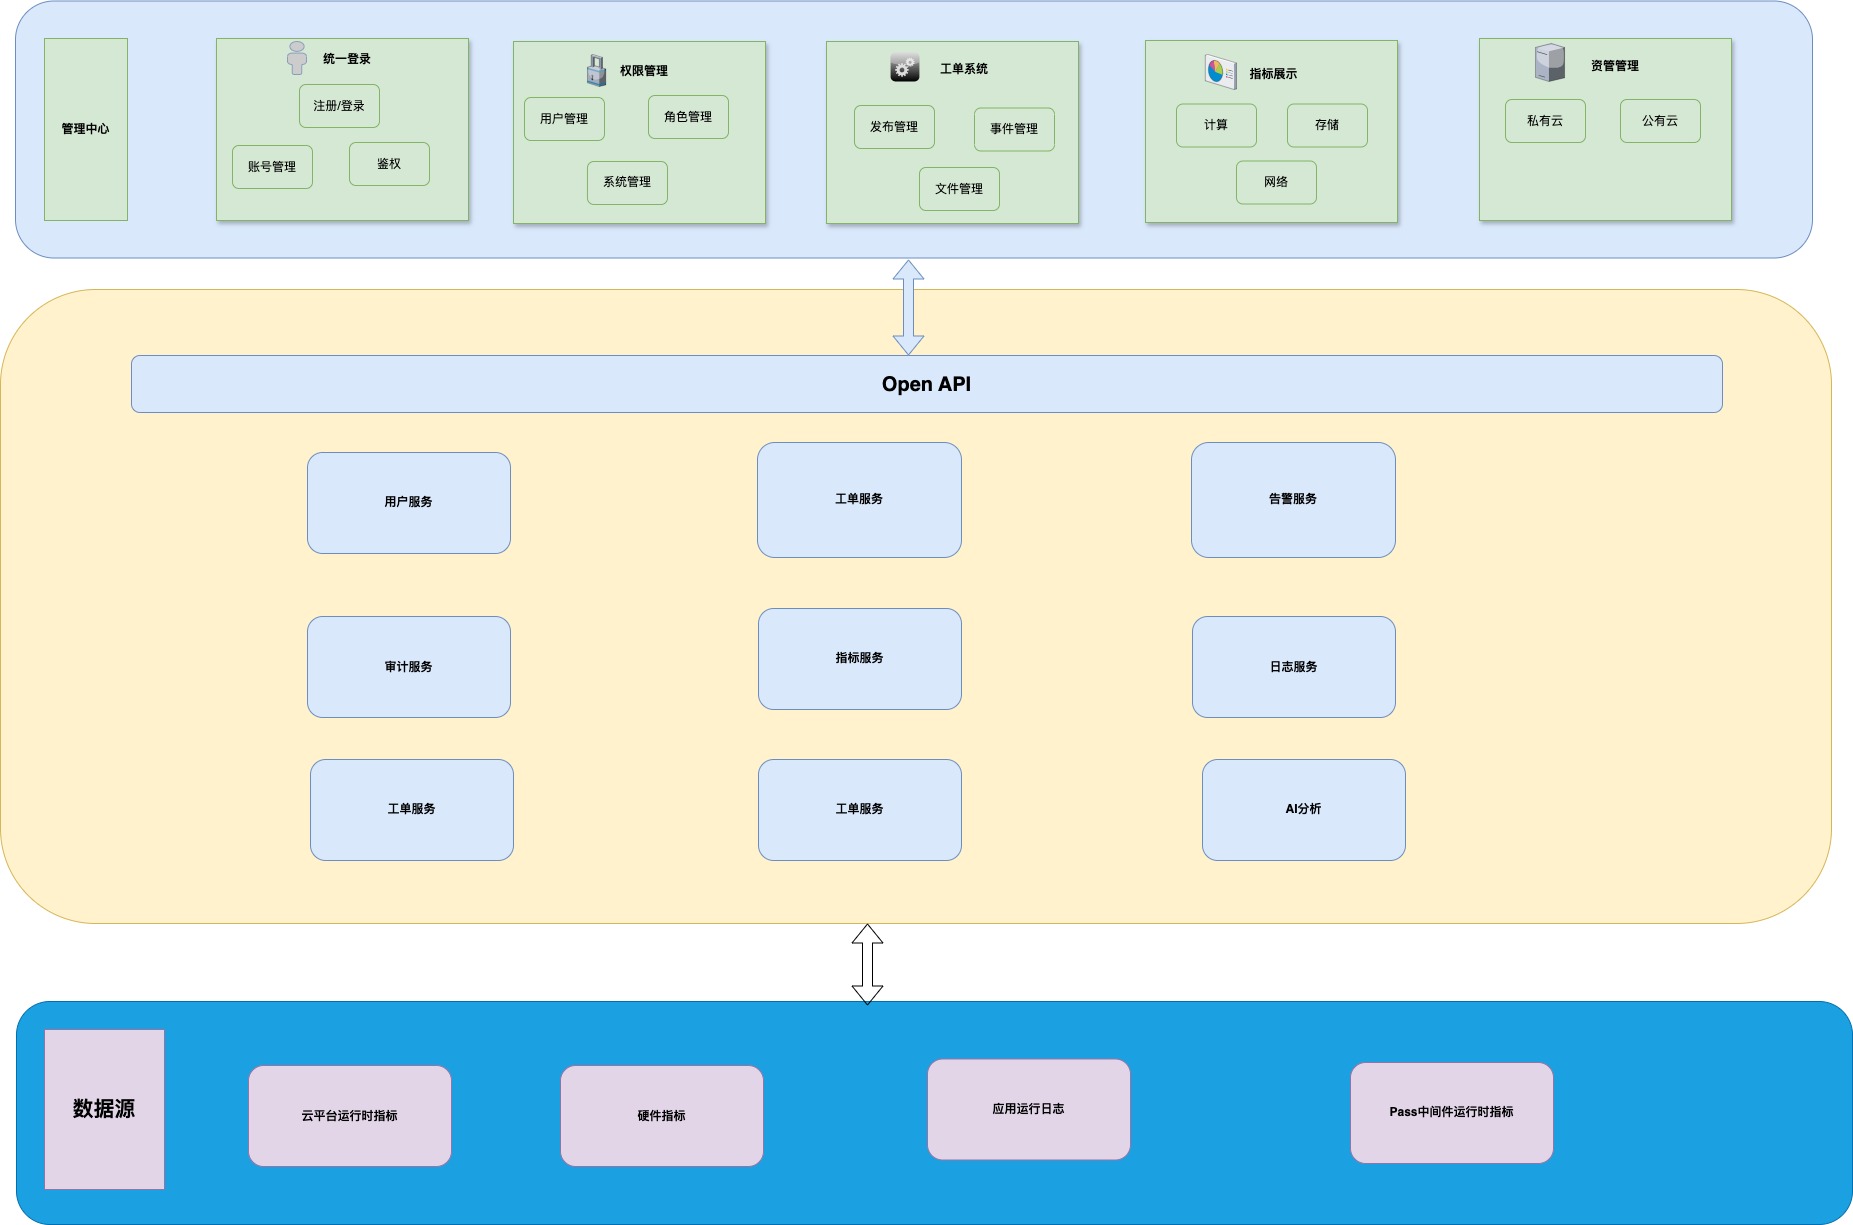 管理中心
统一登录
注册/登录
账号管理
鉴权
权限管理
用户管理
角色管理
系统管理
工单系统
发布管理
事件管理
文件管理
指标展示
计算
存储
网络
资管管理
私有云
公有云
Open API
用户服务
工单服务
告警服务
审计服务
指标服务
日志服务
工单服务
工单服务
AI分析
数据源
云平台运行时指标
硬件指标
应用运行日志
Pass中间件运行时指标